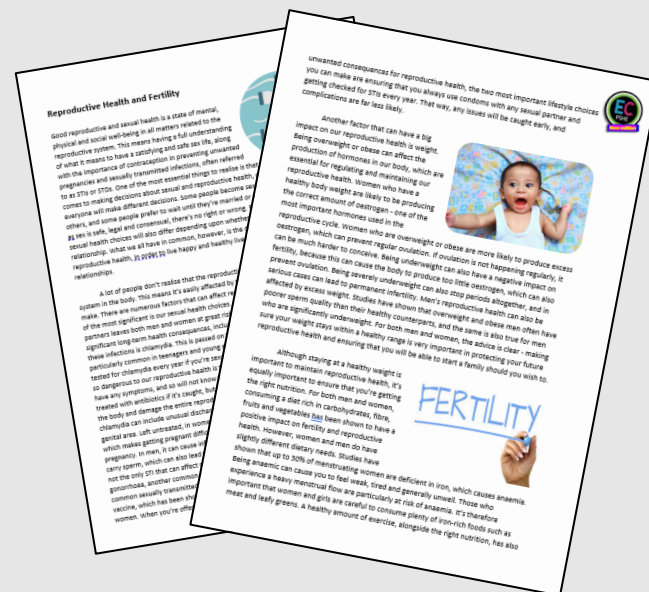 Reproductive Health and Fertility
Good reproductive and sexual health is a state of mental,
physical and social well-being in all matters related to the
reproductive system. This means having a full understanding
of what it means to have a satisfying and safe sex life, along
with the importance of contraception in preventing unwanted
pregnancies and sexually transmitted infections, often referred
to as STIs or STDs. One of the most essential things to realise is that
comes to making decisions about sexual and reproductive health,
everyone will make different decisions. Some people become
others, and some people prefer to wait until they're married or
as sex is safe, legal and consensual, there's no right or wrong.
sexual health choices will also differ depending upon whether
relationship. What we all have in common, however, is the
reproductive health, in order to live happy and healthy
relationships.
A lot of people don't realise that the
system in the body. This means it's easily affected by
make. There are numerous factors that can affect
of the most significant is our sexual health choices
partners leaves both men and women at great
significant long-term health consequences,
these infections is chlamydia. This is passed on
particularly common in teenagers and young
tested for chlamydia every year if you're
so dangerous to our reproductive health is
have any symptoms, and so will not know
treated with antibiotics if it's caught, but
the body and damage the entire
chlamydia can include unusual
genital area. Left untreated, in
which makes getting pregnant
pregnancy. In men, it can cause
carry sperm, which can also lead
not the only STI that can affect
gonorrhoea, another common
common sexually transmitted
vaccine, which has been
women. When you're
unwanted consequences for reproductive health, the two most important lifestyle choices
you can make are ensuring that you always use condoms with any sexual partner and
getting checked for STIs every year. That way, any issues will be caught early, and
complications are far less likely.
EC
PSHE
Another factor that can have a big
impact on our reproductive health is weight.
Being overweight or obese can affect the
production of hormones in our body, which are
essential for regulating and maintaining our
reproductive health. Women who have a
healthy body weight are likely to be producing
the correct amount of oestrogen - one of the
most important hormones used in the
reproductive cycle. Women who are overweight or obese are more likely to produce excess
oestrogen, which can prevent regular ovulation. If ovulation is not happening regularly, it
can be much harder to conceive. Being underweight can also have a negative impact on
fertility, because this can cause the body to produce too little oestrogen, which can also
prevent ovulation. Being severely underweight can also stop periods altogether, and in
serious cases can lead to permanent infertility. Men's reproductive health can also be
affected by excess weight. Studies have shown that overweight and obese men often have
poorer sperm quality than their healthy counterparts, and the same is also true for men
who are significantly underweight. For both men and women, the advice is clear - making
sure your weight stays within a healthy range is very important in protecting your future
reproductive health and ensuring that you will be able to start a family should you wish to.
Although staying at a healthy weight is
important to maintain reproductive health, it's
equally important to ensure that you're getting
the right nutrition. For both men and women,
consuming a diet rich in carbohydrates, fibre,
fruits and vegetables has been shown to have a
positive impact on fertility and reproductive
health. However, women and men do have
slightly different dietary needs. Studies have
shown that up to 30% of menstruating women are deficient in iron, which causes anaemia.
Being anaemic can cause you to feel weak, tired and generally unwell. Those who
experience a heavy menstrual flow are particularly at risk of anaemia. It's therefore
important that women and girls are careful to consume plenty of iron-rich foods such as
meat and leafy greens. A healthy amount of exercise, alongside the right nutrition, has also
FERTILITY